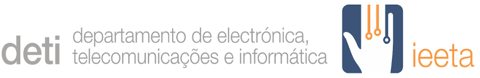 deti departamento de electrónica,
telecomunicações e informática
ieeta